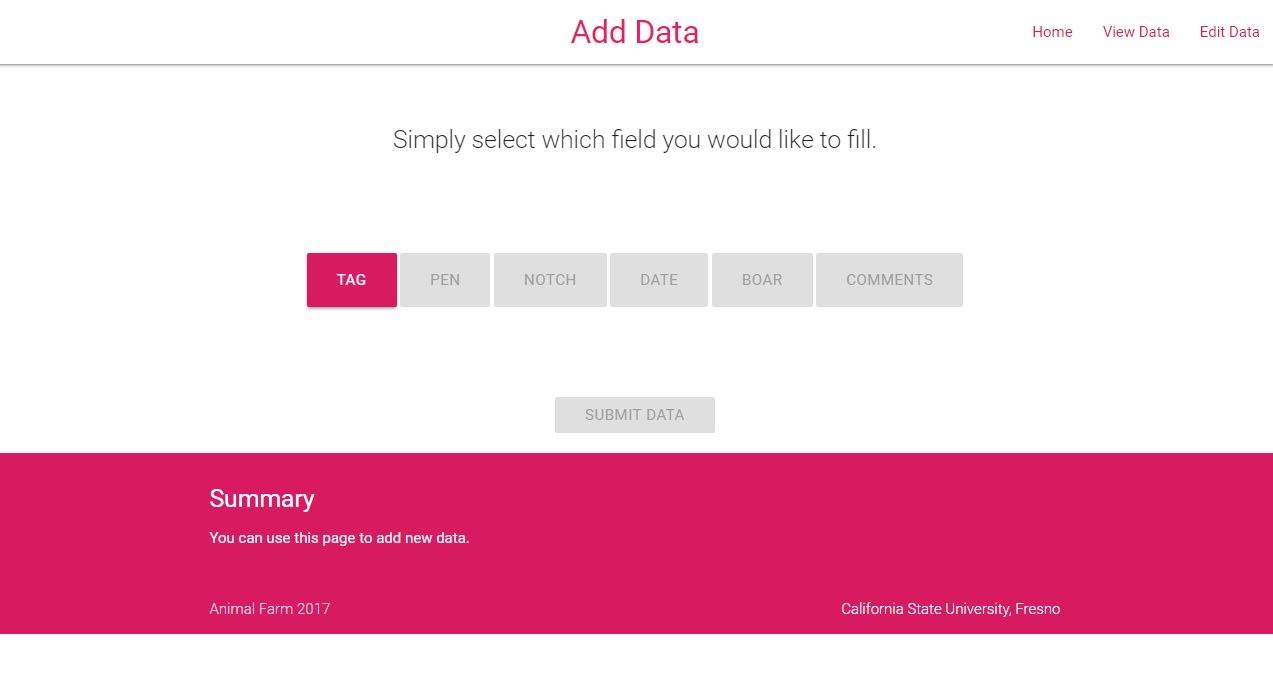 Add Data
Home View Data Edit Data
Simply select which field you would like to fill.
TAG PEN NOTCH DATE BOAR COMMENTS
SUBMIT DATA
Summary
You can use this page to add new data.
Animal Farm 2017 California State University, Fresno